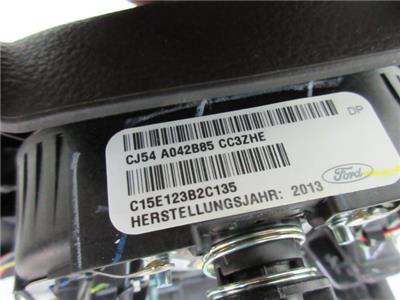 DP
CJ54 A042B85 CC3ZHE
C15E123B2C135
Ford
HERSTELLUNGSJAHR: 2013